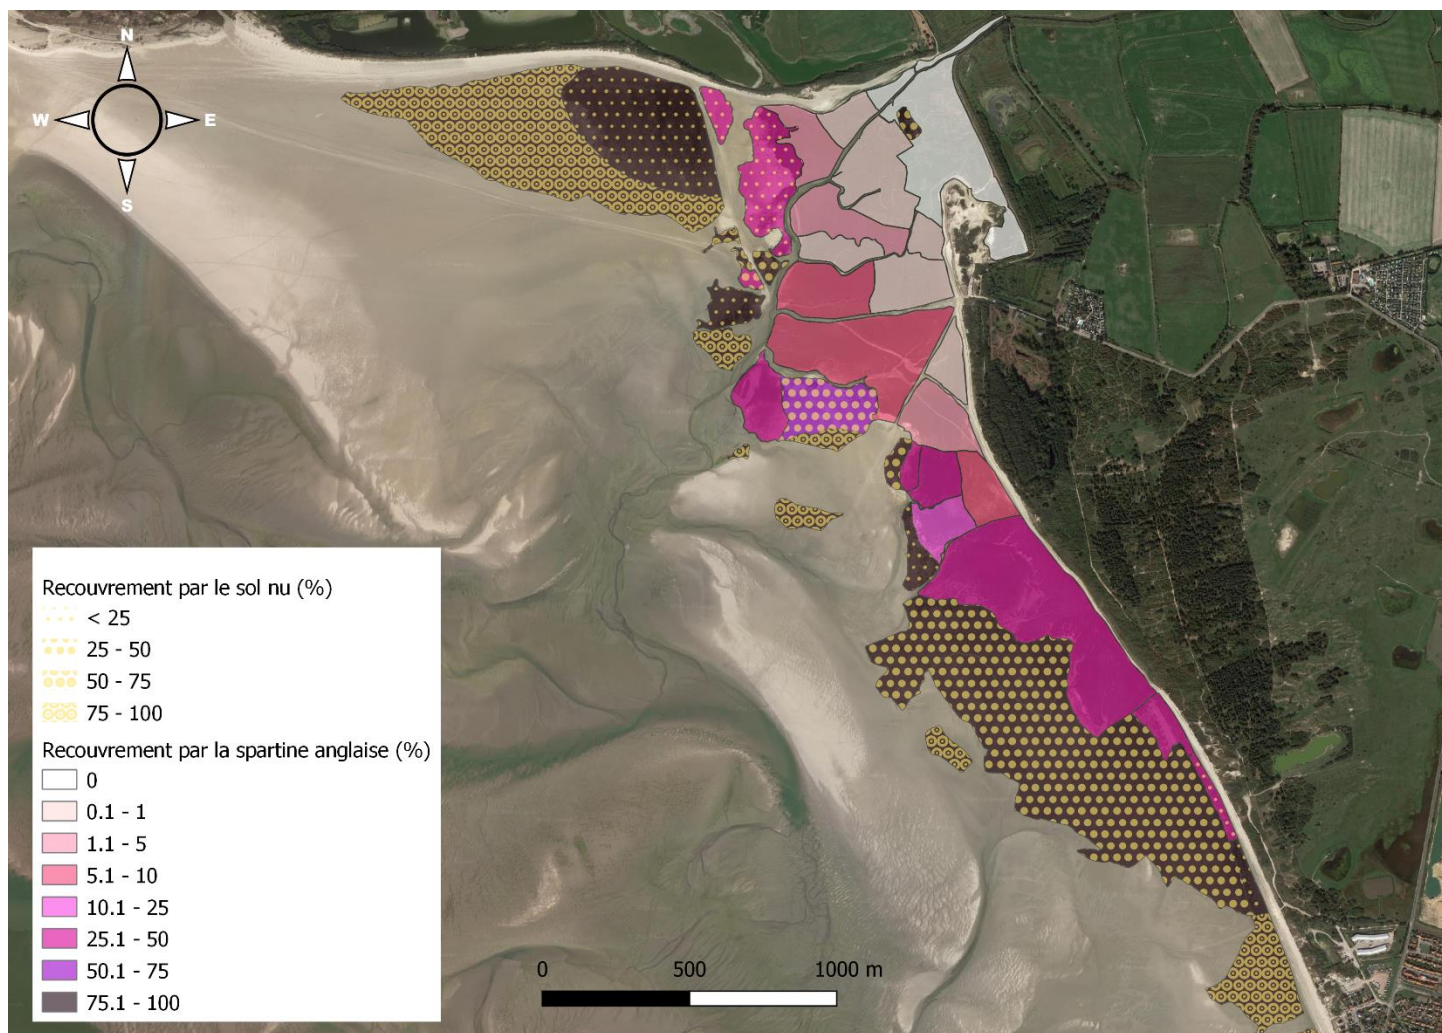 N
W E
S
Recouvrement par le sol nu (%)
< 25
25 - 50
50 - 75
75 - 100
Recouvrement par la spartine anglaise (%)
0
0.1 - 1
1.1 - 5
5.1 - 10
10.1 - 25
25.1 - 50
50.1 - 75
75.1 - 100
0 500 1000 m